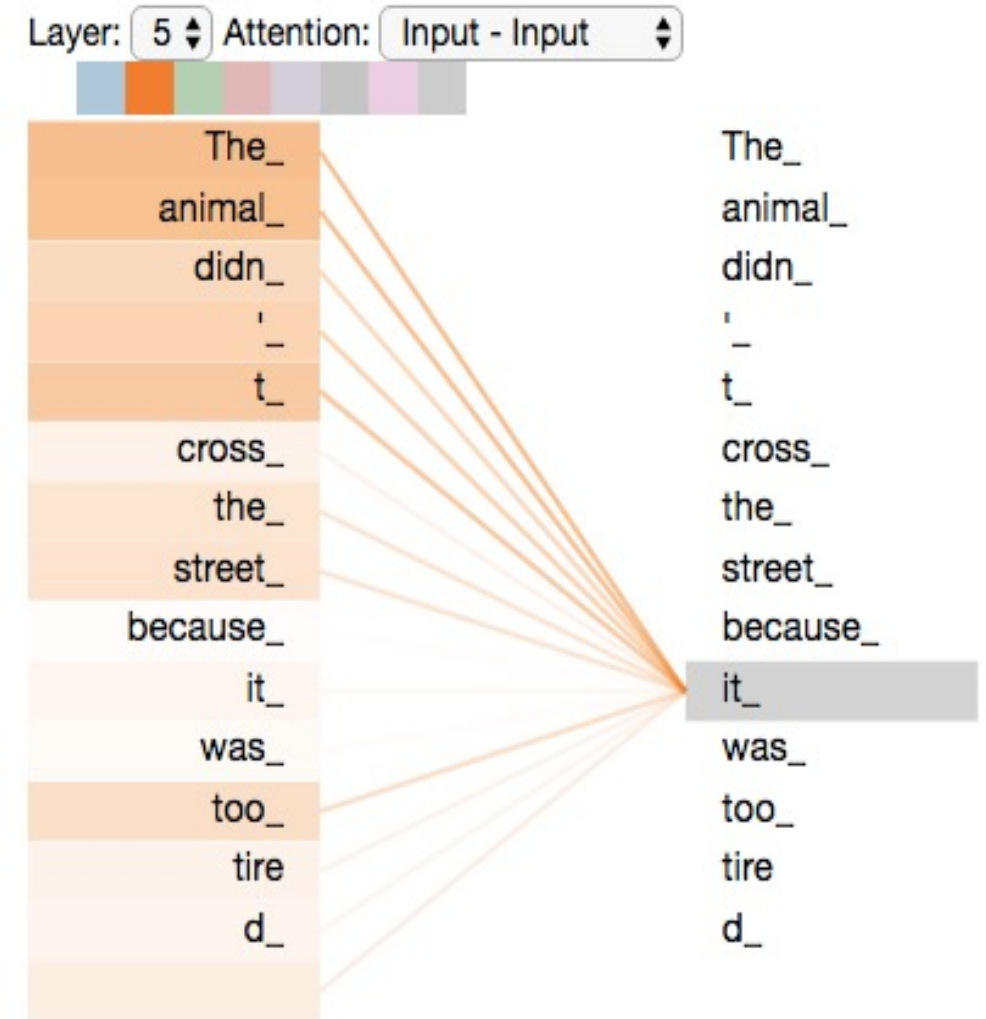 Layer: 5 Attention: Input - Input
The_ The_
animal_ animal_
didn_ didn_
'_ '_
t_ t_
cross_ cross_
the_ the_
street_ street_
because_ because_
it_ it_
was_ was_
too_ too_
tire tire
d_ d_